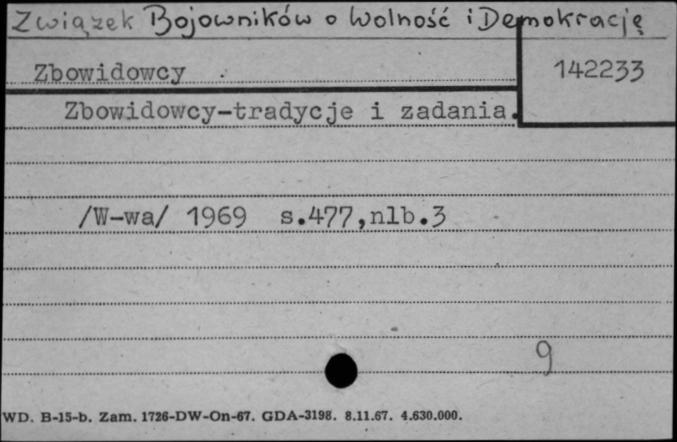 Związek Bojowników o Wolność i Demokrację
Zbowidowcy
142233
Zbowidowcy-tradycje i zadania.
/W-wa/ 1969 s.477,nlb.3
9
WD. B-15-b. Zam. 1726-DW-On-67. GDA-3198. 8.11.67. 4.630.000.